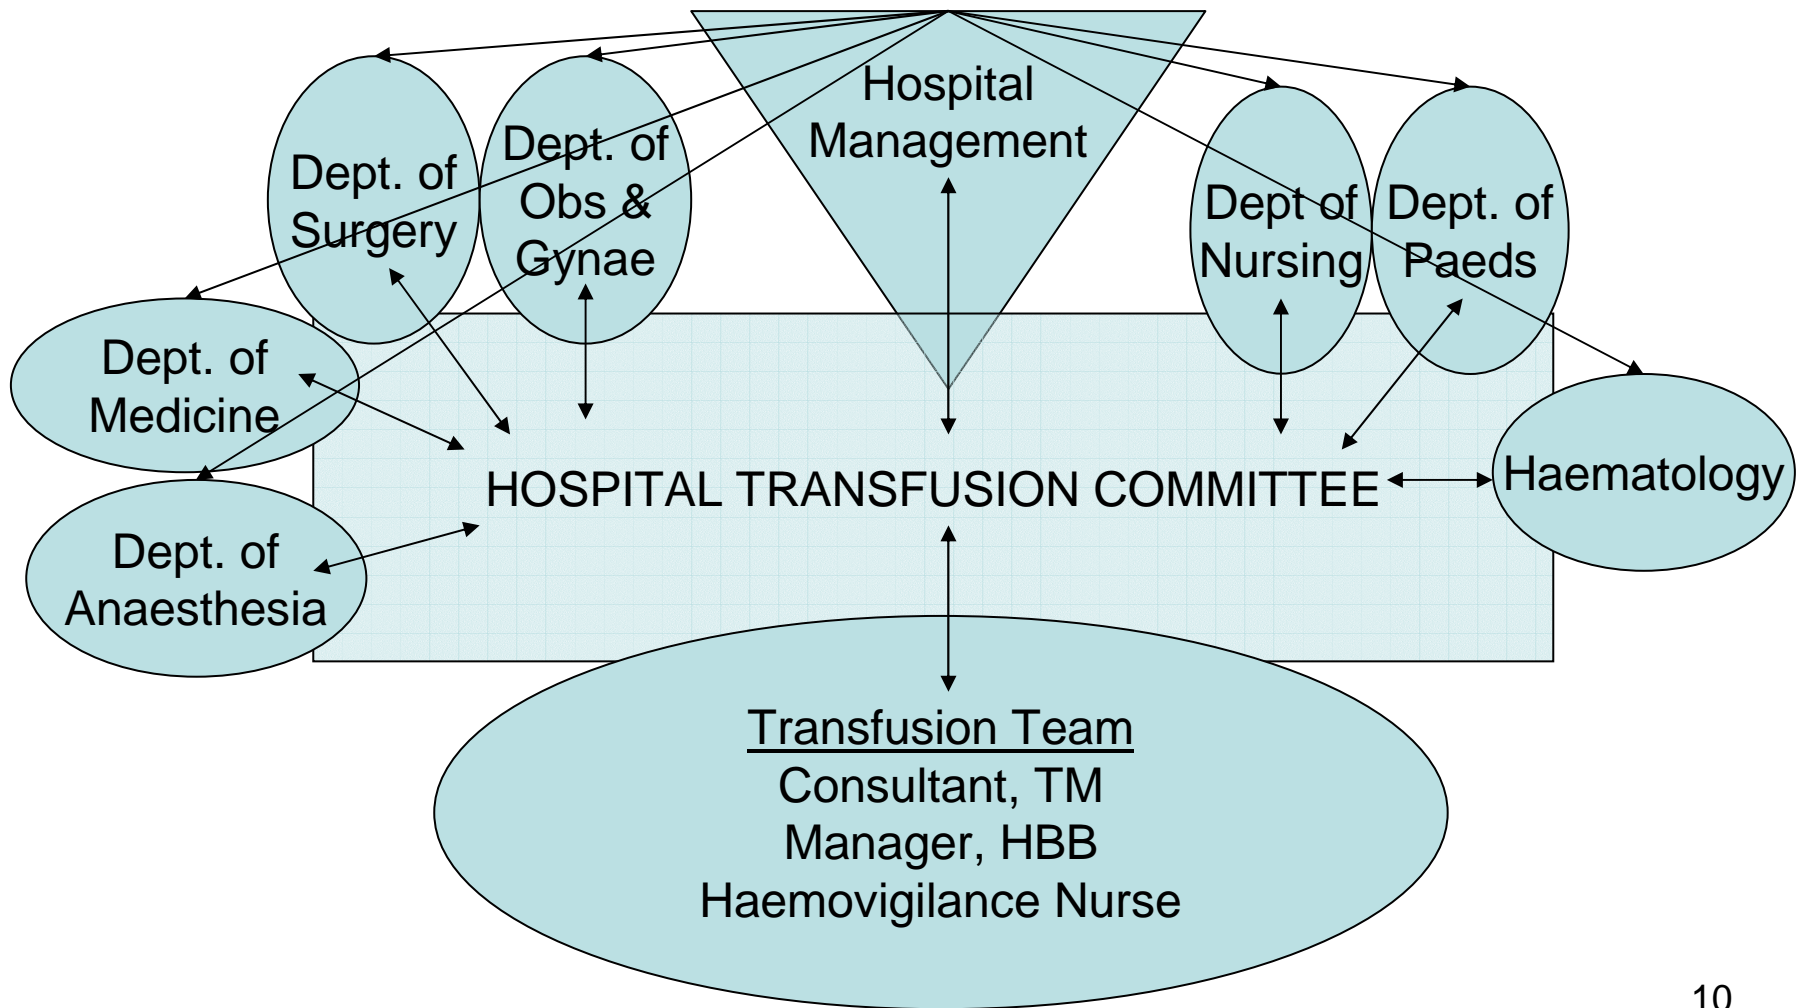 Hospital
Management
Dept. of
Surgery
Dept. of
Obs &
Gynae
Dept of
Nursing
Dept. of
Paeds
Dept. of
Medicine
HOSPITAL TRANSFUSION COMMITTEE
Haematology
Dept. of
Anaesthesia
Transfusion Team
Consultant, TM
Manager, HBB
Haemovigilance Nurse
10